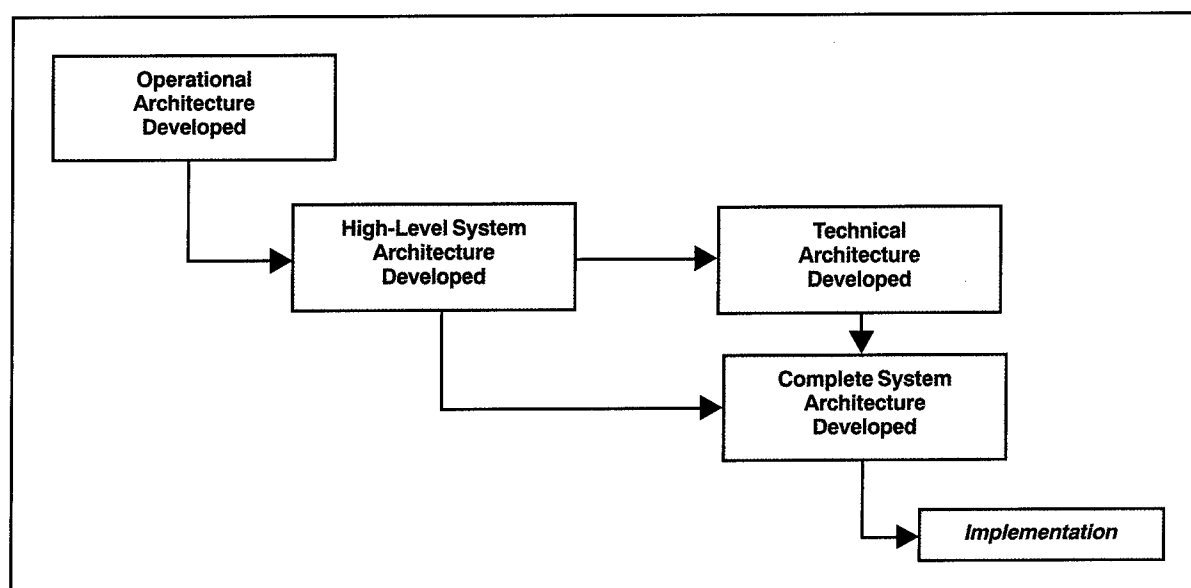 Operational
Architecture
Developed
High-Level System
Architecture
Developed
Technical
Architecture
Developed
Complete System
Architecture
Developed
Implementation